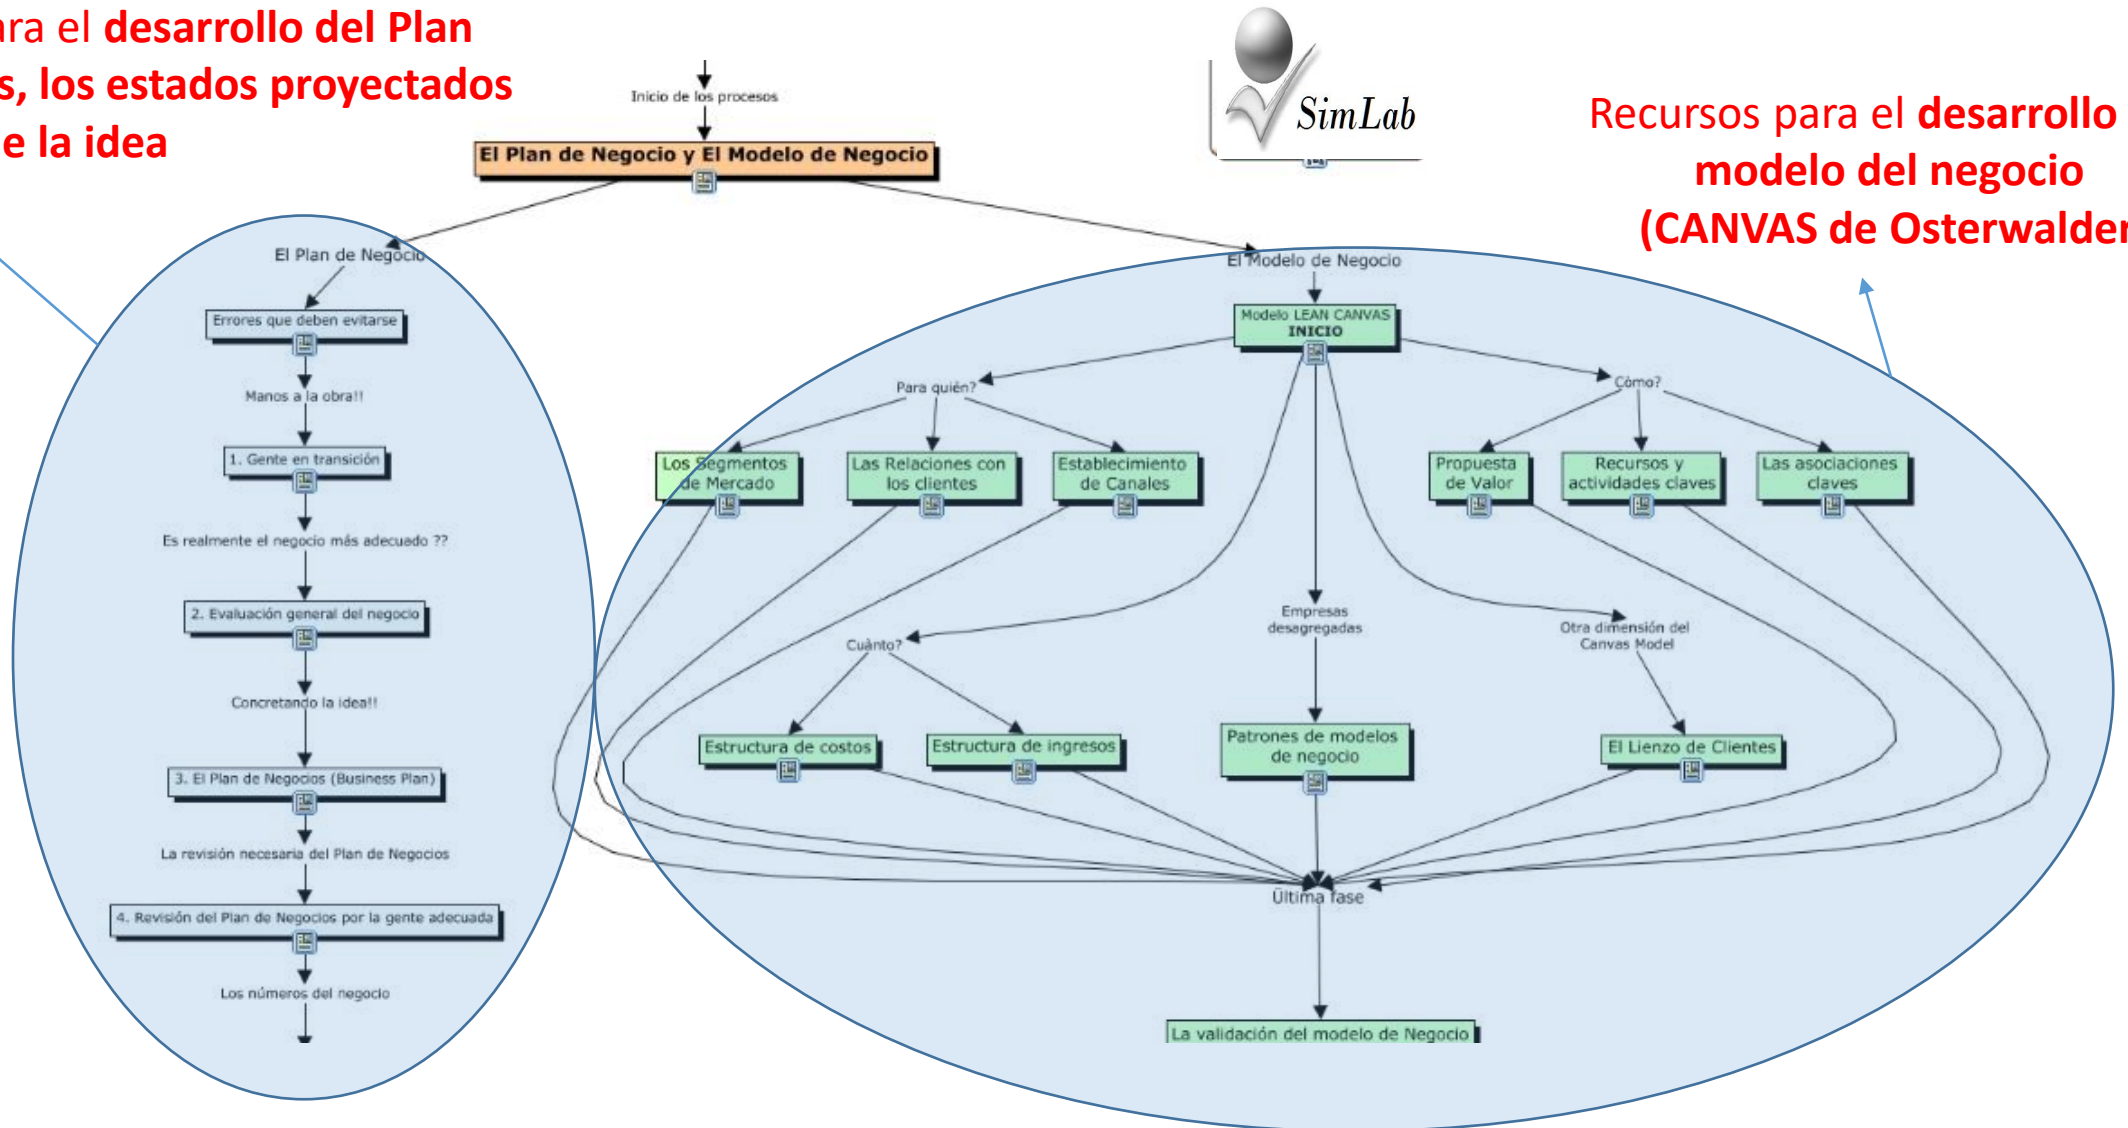 ara el desarrollo del Plan
s, los estados proyectados
e la idea
Inicio de los procesos
El Plan de Negocio y El Modelo de Negocio
SimLab
Recursos para el desarrollo
modelo del negocio
(CANVAS de Osterwalder
El Plan de Negocio
Errores que deben evitarse
Manos a la obra!!
1. Gente en transición
Es realmente el negocio más adecuado ??
2. Evaluación general del negocio
Concretando la idea!!
3. El Plan de Negocios (Business Plan)
La revisión necesaria del Plan de Negocios
4. Revisión del Plan de Negocios por la gente adecuada
Los números del negocio
El Modelo de Negocio
Modelo LEAN CANVAS
INICIO
Para quién?
Cómo?
Los Segmentos
de Mercado
Las Relaciones con
los clientes
Establecimiento
de Canales
Propuesta
de Valor
Recursos y
actividades claves
Las asociaciones
claves
Cuànto?
Empresas
desagregadas
Otra dimensión del
Canvas Model
Estructura de costos
Estructura de ingresos
Patrones de modelos
de negocio
El Lienzo de Clientes
Última fase
La validación del modelo de Negocio